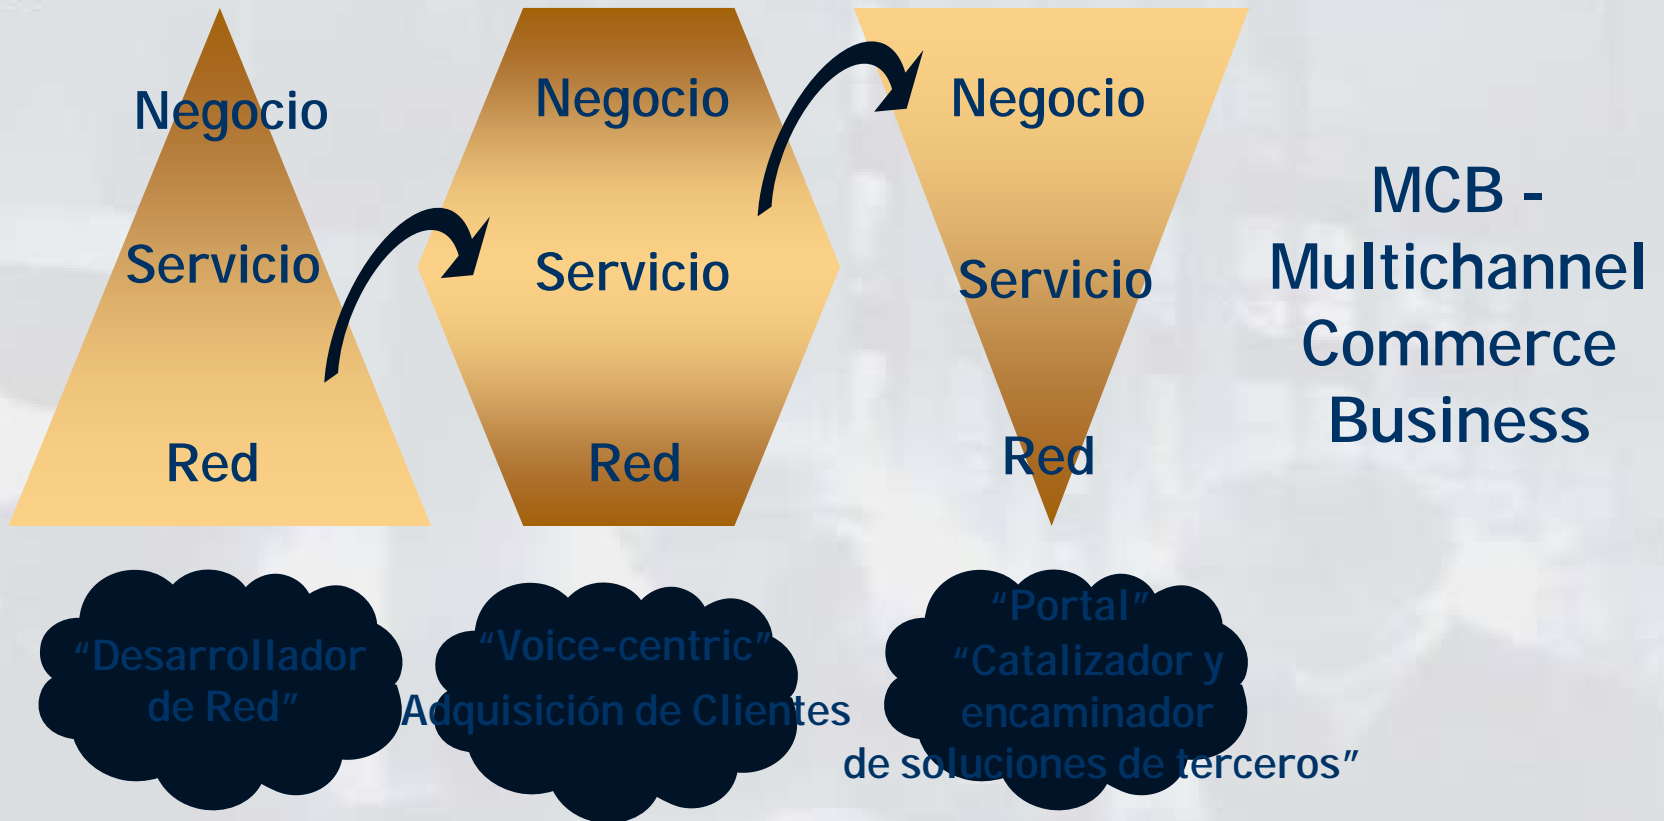 Negocio
Servicio
Red
Negocio
Servicio
Red
Negocio
Servicio
Red
MCB -
Multichannel
Commerce
Business
“Desarrollador
de Red”
“Voice-centric”
Adquisición de Clientes
“Portal”
“Catalizador y
encaminador
de soluciones de terceros”